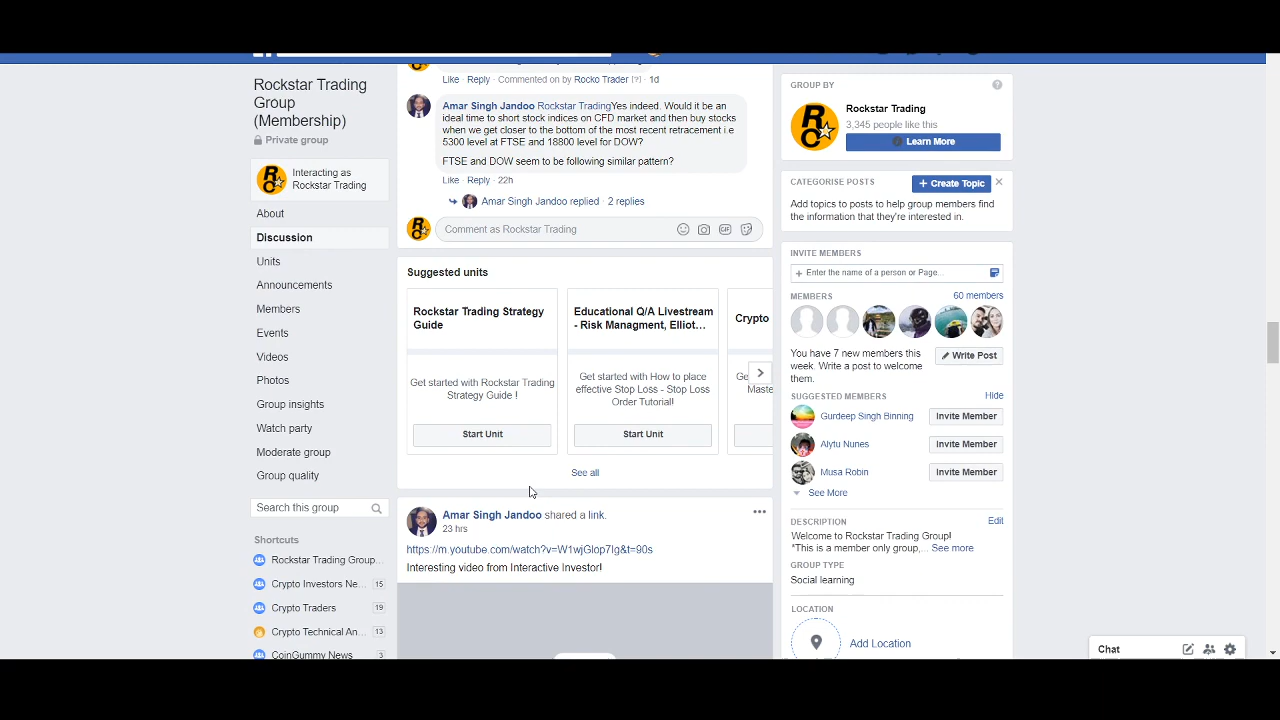 Rockstar Trading
Group
(Membership)
Private group
Interacting as
Rockstar Trading
About
Discussion
Units
Announcements
Members
Events
Videos
Photos
Group insights
Watch party
Moderate group
Group quality
Search this group
Shortcuts
Rockstar Trading Group...
Crypto Investors Ne... 15
Crypto Traders 19
Crypto Technical An... 13
CoinGummy News 3
Like · Reply · Commented on by Rocko Trader [?] · 1d
Amar Singh Jandoo Rockstar TradingYes indeed. Would it be an
ideal time to short stock indices on CFD market and then buy stocks
when we get closer to the bottom of the most recent retracement i.e
5300 level at FTSE and 18800 level for DOW?
FTSE and DOW seem to be following similar pattern?
Like · Reply · 22h
Amar Singh Jandoo replied · 2 replies
Comment as Rockstar Trading
GIF
Suggested units
Rockstar Trading Strategy
Guide
Get started with Rockstar Trading
Strategy Guide !
Start Unit
Educational Q/A Livestream
- Risk Managment, Elliot...
Get started with How to place
effective Stop Loss - Stop Loss
Order Tutorial!
Start Unit
Crypto
See all
Amar Singh Jandoo shared a link.
23 hrs
https://m.youtube.com/watch?v=W1wjGlop7Ig&t=90s
Interesting video from Interactive Investor!
GROUP BY
Rockstar Trading
3,345 people like this
Learn More
CATEGORISE POSTS
+ Create Topic
Add topics to posts to help group members find
the information that they're interested in.
INVITE MEMBERS
+ Enter the name of a person or Page...
MEMBERS
60 members
You have 7 new members this
week. Write a post to welcome
them.
Write Post
SUGGESTED MEMBERS
Hide
Gurdeep Singh Binning
Invite Member
Alytu Nunes
Invite Member
Musa Robin
Invite Member
See More
DESCRIPTION
Edit
Welcome to Rockstar Trading Group!
*This is a member only group,... See more
GROUP TYPE
Social learning
LOCATION
Add Location
Chat